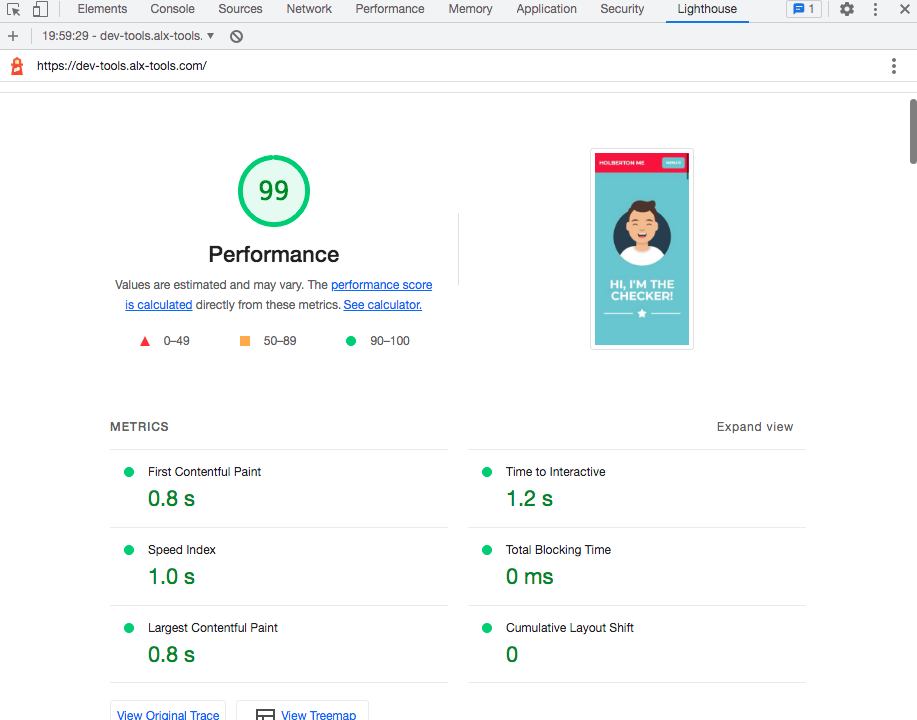 Elements Console Sources Network Performance Memory Application Security Lighthouse 1
19:59:29 - dev-tools.alx-tools.
https://dev-tools.alx-tools.com/
99
HOLBERTON ME
HI, I'M THE
CHECKER!
Performance
Values are estimated and may vary. The performance score
is calculated directly from these metrics. See calculator.
0–49 50–89 90–100
METRICS Expand view
First Contentful Paint
0.8 s
Time to Interactive
1.2 s
Speed Index
1.0 s
Total Blocking Time
0 ms
Largest Contentful Paint
0.8 s
Cumulative Layout Shift
0
View Original Trace View Treemap